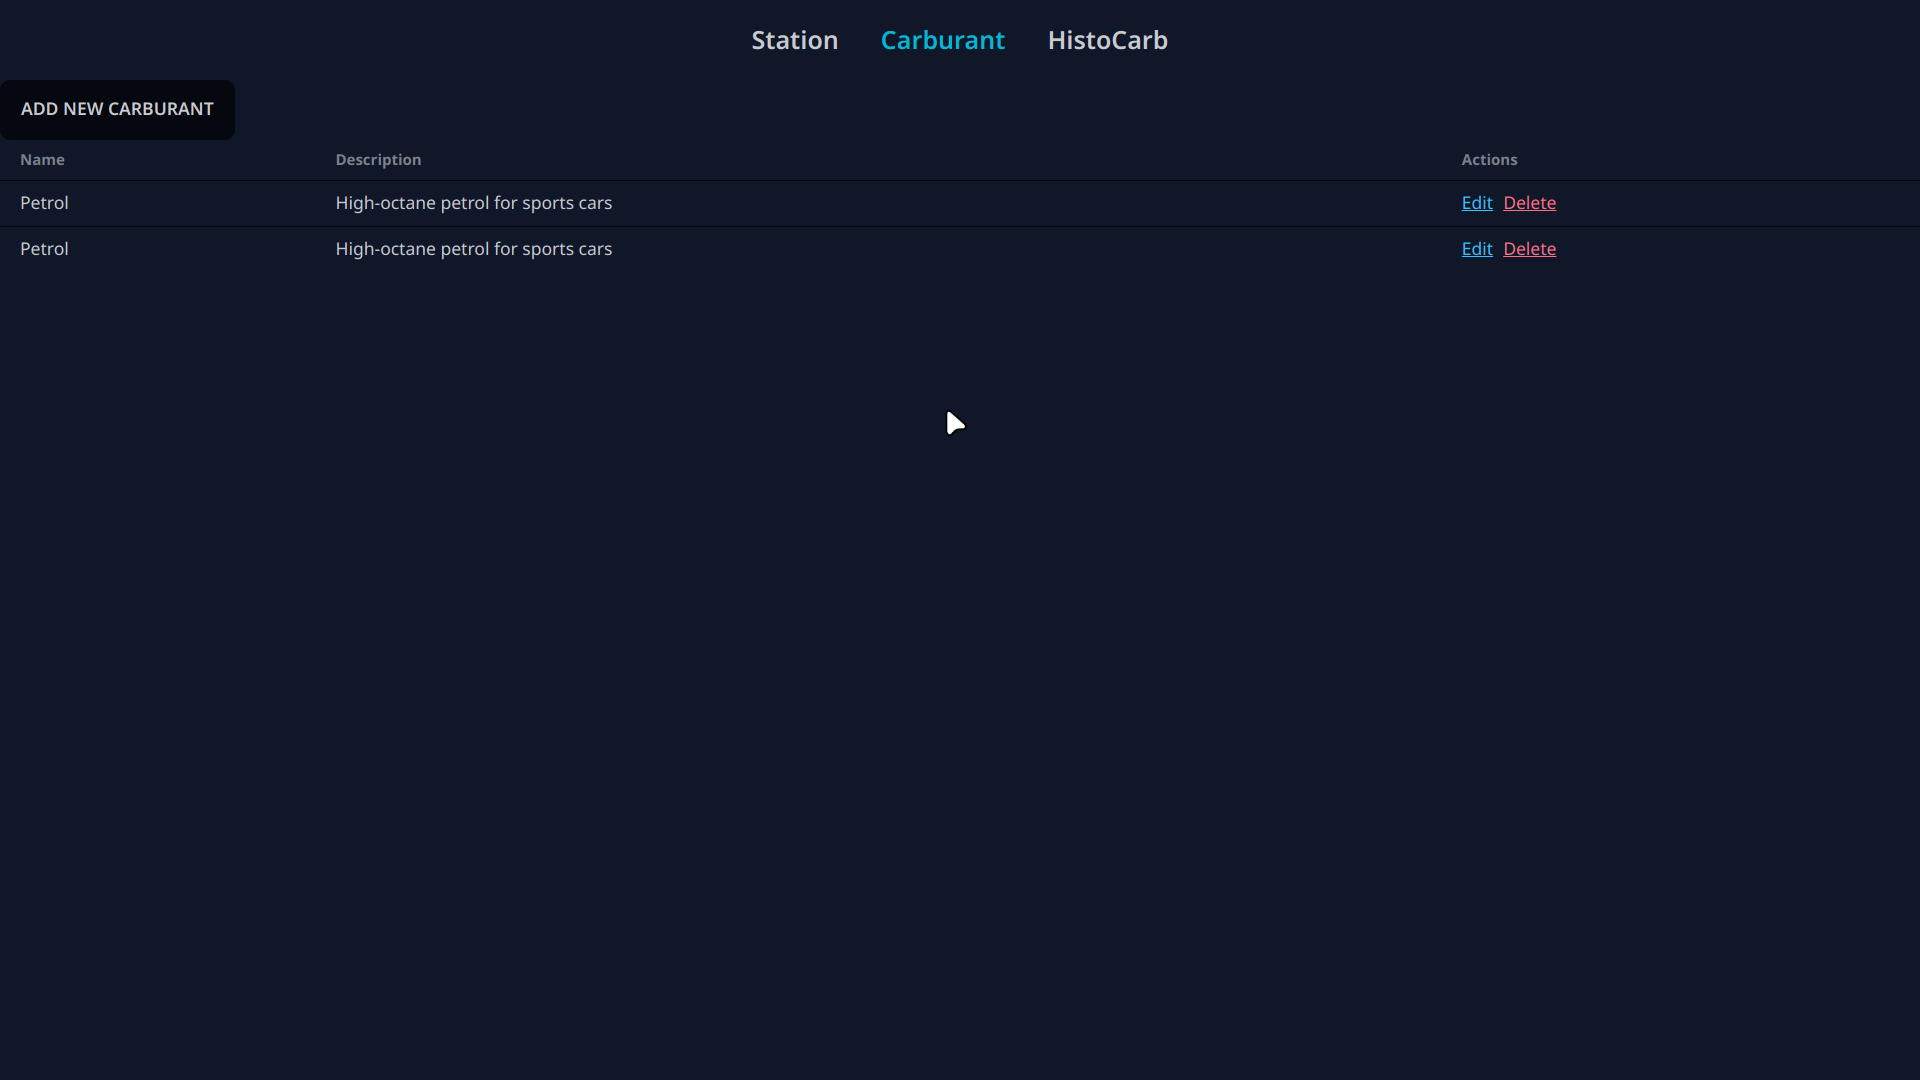 Station Carburant HistoCarb
ADD NEW CARBURANT
Name Description Actions
Petrol High-octane petrol for sports cars Edit Delete
Petrol High-octane petrol for sports cars Edit Delete